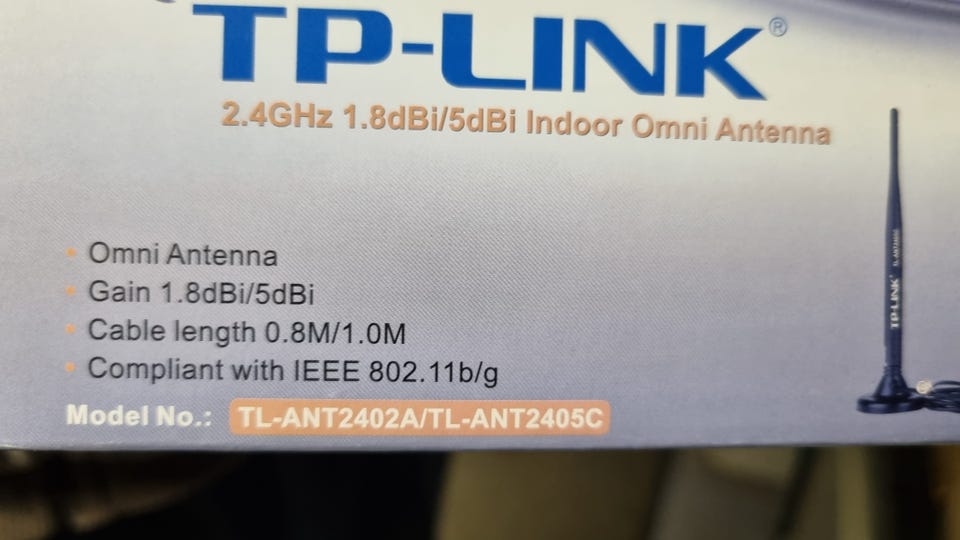 TP-LINK®
2.4GHz 1.8dBi/5dBi Indoor Omni Antenna
• Omni Antenna
• Gain 1.8dBi/5dBi
• Cable length 0.8M/1.0M
• Compliant with IEEE 802.11b/g
Model No.: TL-ANT2402A/TL-ANT2405C
TP-LINK